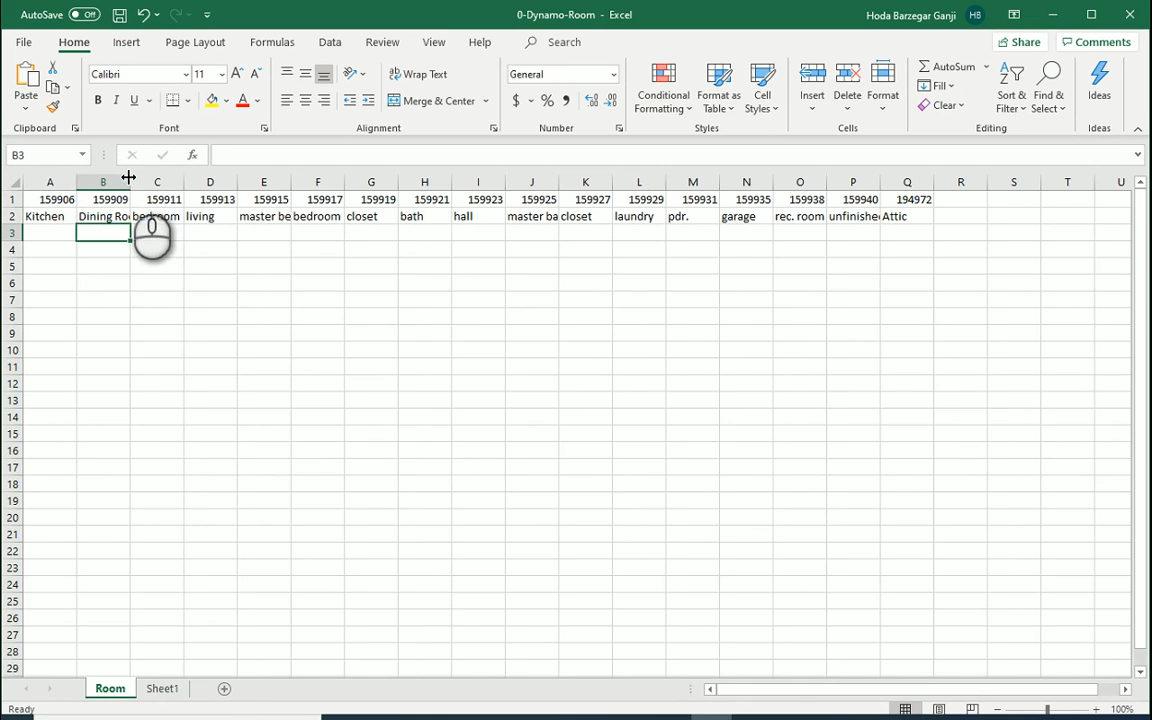 AutoSave Off 0-Dynamo-Room - Excel Hoda Barzegar Ganji HB
File Home Insert Page Layout Formulas Data Review View Help Search Share Comments
Paste Calibri 11 Wrap Text General Conditional Formatting Format as Table Cell Styles Insert Delete Format AutoSum Sort & Filter Find & Select Ideas
B I U Merge & Center $ % Fill Clear
Clipboard Font Alignment Number Styles Cells Editing Ideas
B3 fx
A B C D E F G H I J K L M N O P Q R S T U
1 159906 159909 159911 159913 159915 159917 159919 159921 159923 159925 159927 159929 159931 159935 159938 159940 194972
2 Kitchen Dining Ro bedroom living master be bedroom closet bath hall master ba closet laundry pdr. garage rec. room unfinishe Attic
3
4
5
6
7
8
9
10
11
12
13
14
15
16
17
18
19
20
21
22
23
24
25
26
27
28
29
Room Sheet1
Ready 100%